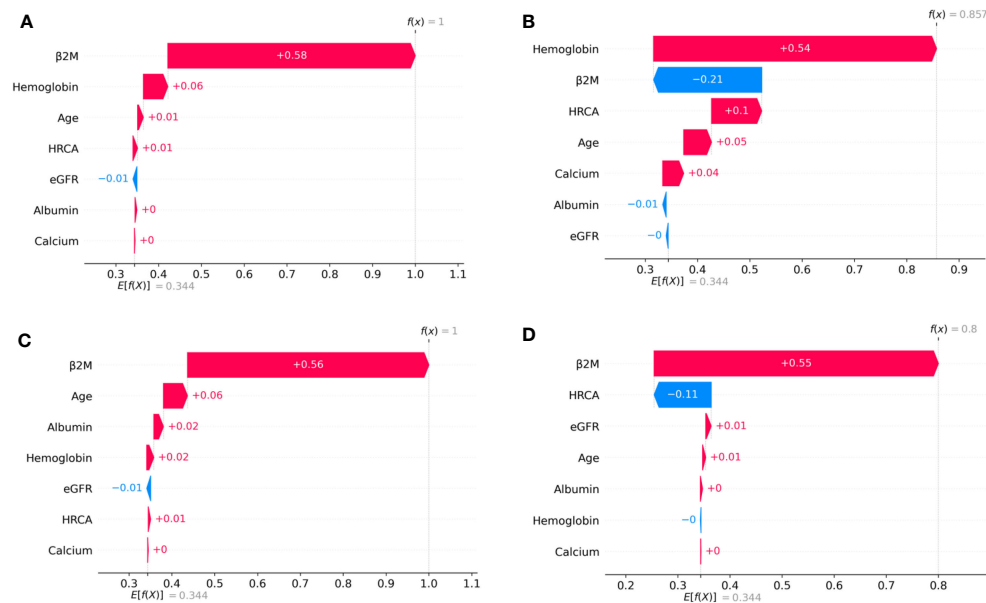 A
f(x) = 1
β2M
+0.58
Hemoglobin
+0.06
Age
+0.01
HRCA
+0.01
eGFR
−0.01
Albumin
+0
Calcium
+0
0.3 0.4 0.5 0.6 0.7 0.8 0.9 1.0 1.1
E[f(X)] = 0.344
B
f(x) = 0.857
Hemoglobin
+0.54
β2M
−0.21
HRCA
+0.1
Age
+0.05
Calcium
+0.04
Albumin
−0.01
eGFR
−0
0.3 0.4 0.5 0.6 0.7 0.8 0.9
E[f(X)] = 0.344
C
f(x) = 1
β2M
+0.56
Age
+0.06
Albumin
+0.02
Hemoglobin
+0.02
eGFR
−0.01
HRCA
+0.01
Calcium
+0
0.3 0.4 0.5 0.6 0.7 0.8 0.9 1.0 1.1
E[f(X)] = 0.344
D
f(x) = 0.8
β2M
+0.55
HRCA
−0.11
eGFR
+0.01
Age
+0.01
Albumin
+0
Hemoglobin
−0
Calcium
+0
0.2 0.3 0.4 0.5 0.6 0.7 0.8
E[f(X)] = 0.344